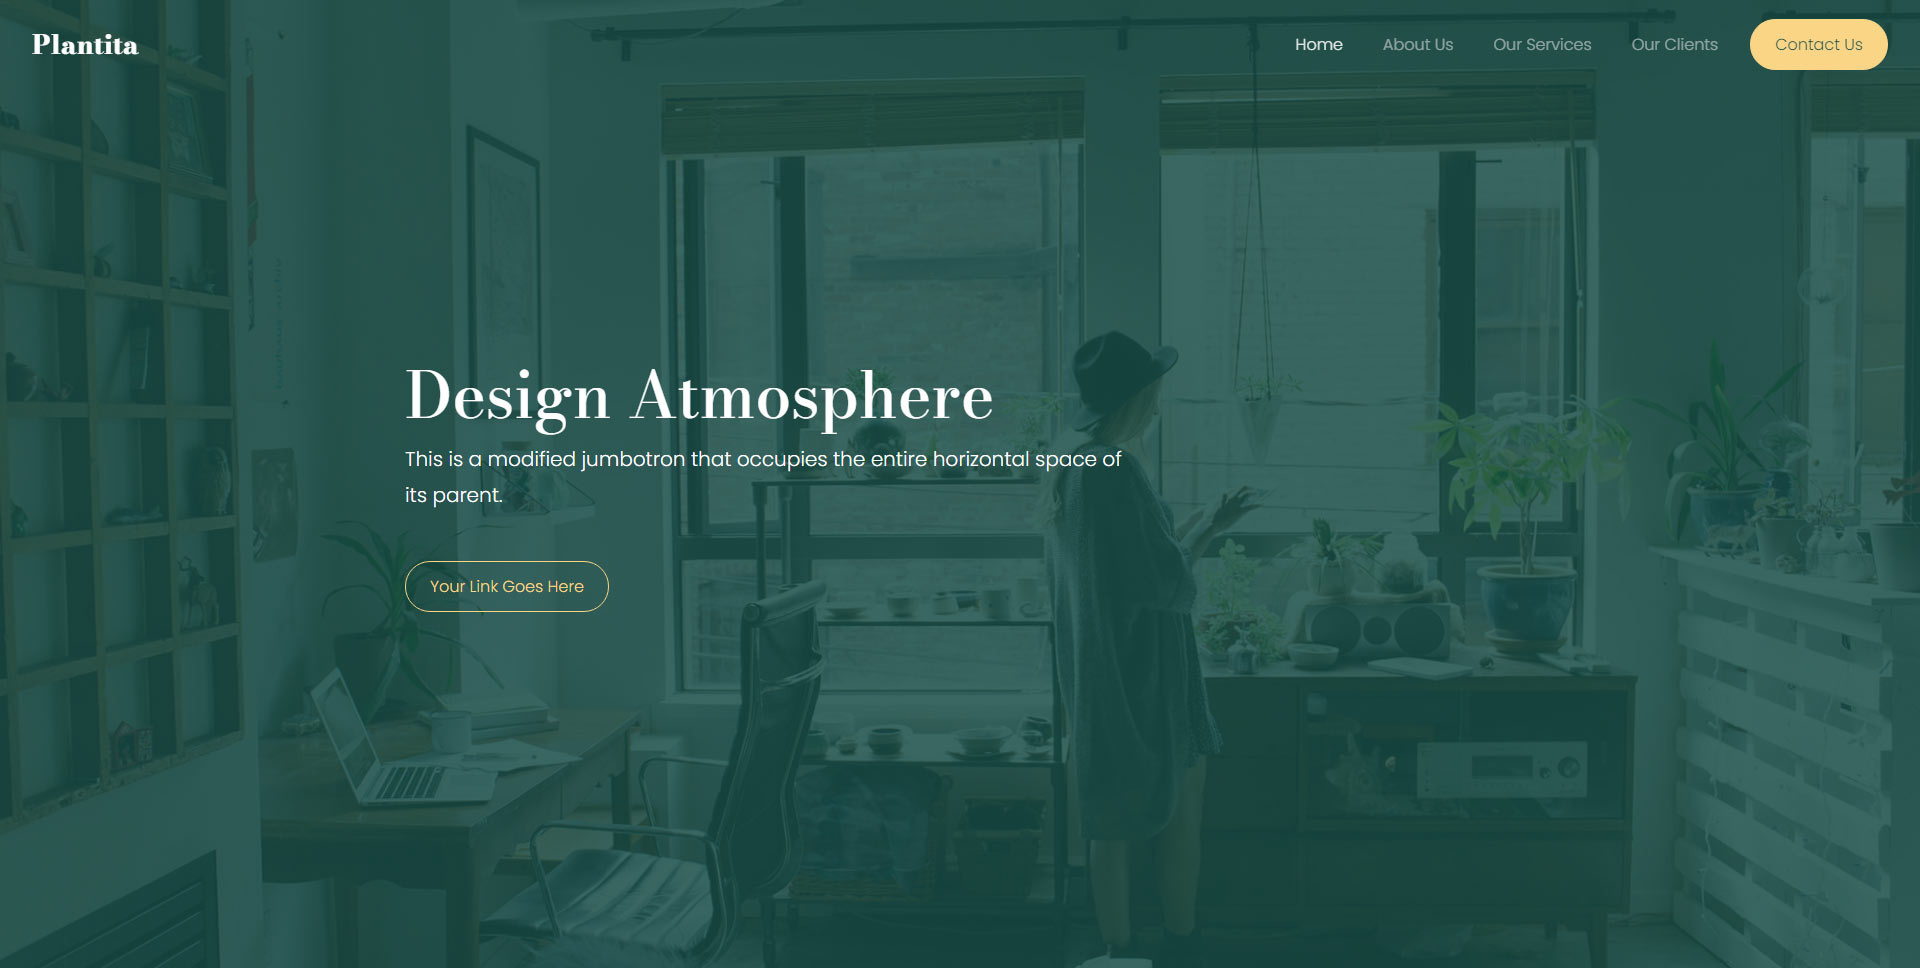 Plantita
Home
About Us
Our Services
Our Clients
Contact Us
Design Atmosphere
This is a modified jumbotron that occupies the entire horizontal space of
its parent.
Your Link Goes Here